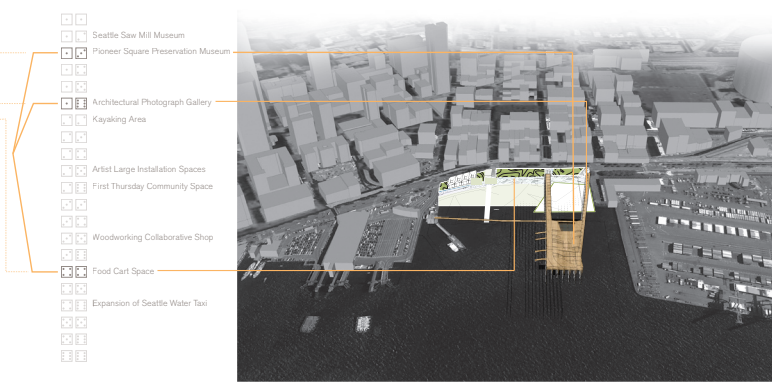 Seattle Saw Mill Museum
Pioneer Square Preservation Museum
Architectural Photograph Gallery
Kayaking Area
Artist Large Installation Spaces
First Thursday Community Space
Woodworking Collaborative Shop
Food Cart Space
Expansion of Seattle Water Taxi